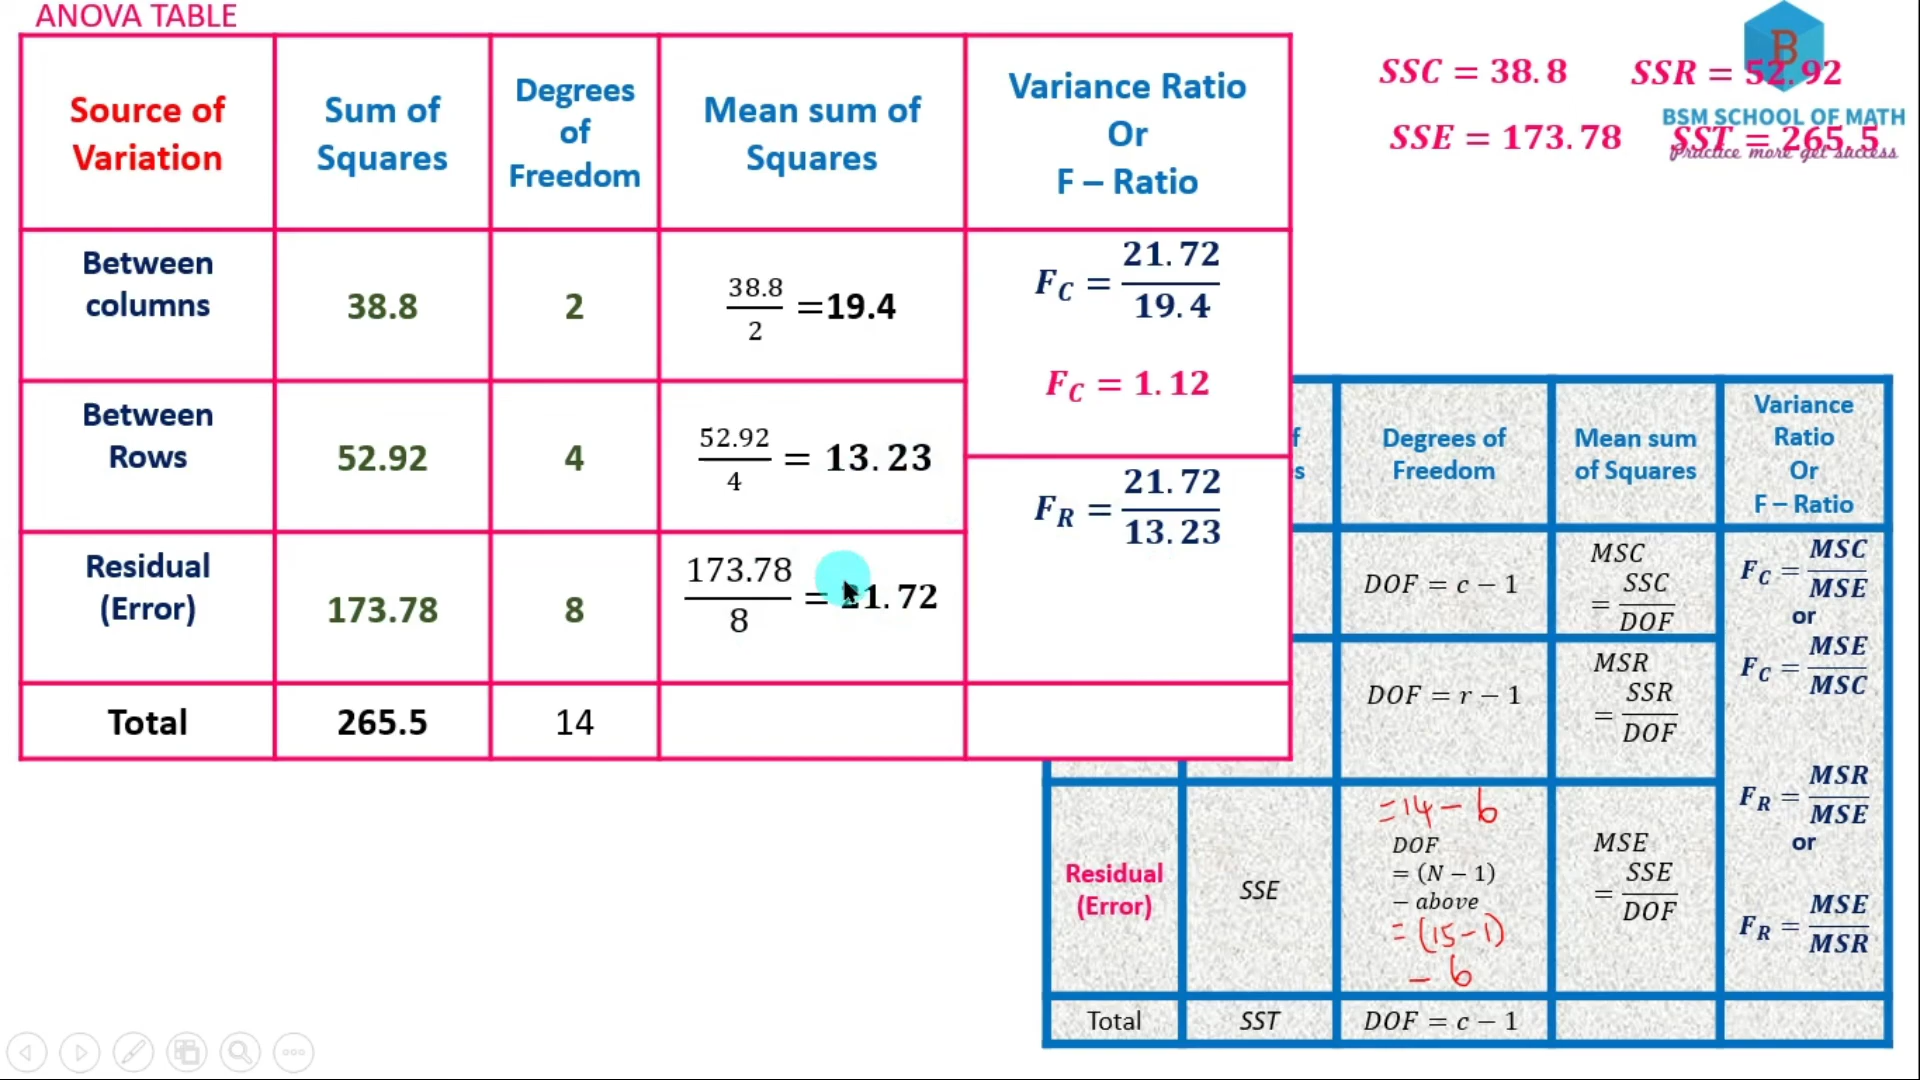 ANOVA TABLE
Source of Variation
Sum of Squares
Degrees of Freedom
Mean sum of Squares
Variance Ratio
Or
F – Ratio
Between columns
38.8
2
38.8/2 =19.4
F_C = 21.72/19.4
F_C = 1.12
Between Rows
52.92
4
52.92/4 = 13.23
F_R = 21.72/13.23
Residual (Error)
173.78
8
173.78/8 = 21.72
Total
265.5
14
SSC = 38.8
SSR = 52.92
SSE = 173.78
SST = 265.5
B
BSM SCHOOL OF MATH
Practice more get success
Degrees of Freedom
Mean sum of Squares
Variance Ratio
Or
F – Ratio
DOF = c − 1
MSC
= SSC/DOF
F_C = MSC/MSE
or
F_C = MSE/MSC
DOF = r − 1
MSR
= SSR/DOF
F_R = MSR/MSE
or
F_R = MSE/MSR
Residual (Error)
SSE
=14 − 6
DOF
= (N − 1)
− above
= (15−1)
− 6
MSE
= SSE/DOF
Total
SST
DOF = c − 1